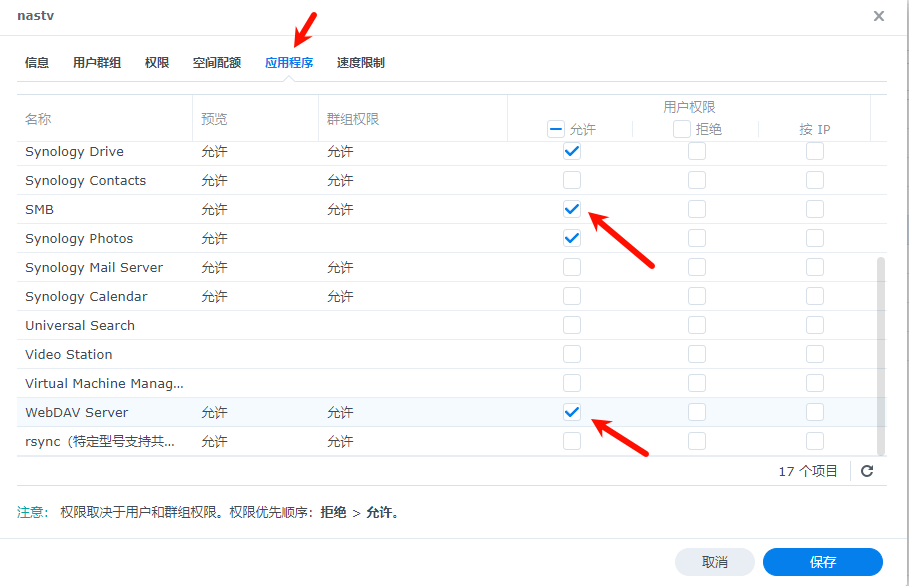 nastv
信息 用户群组 权限 空间配额 应用程序 速度限制
名称 预览 群组权限 用户权限
允许 拒绝 按 IP
Synology Drive 允许 允许
Synology Contacts 允许 允许
SMB 允许 允许
Synology Photos 允许
Synology Mail Server 允许 允许
Synology Calendar 允许 允许
Universal Search
Video Station
Virtual Machine Manag...
WebDAV Server 允许 允许
rsync（特定型号支持共... 允许 允许
17 个项目
注意： 权限取决于用户和群组权限。权限优先顺序：拒绝 > 允许。
取消 保存